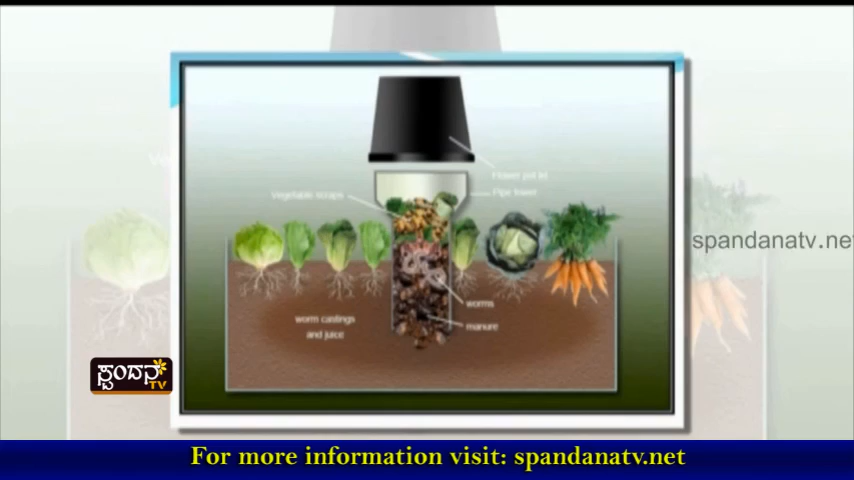 Flower pot lid
Vegetable scraps
Pipe tower
spandanatv.ne
worms
worm castings
and juice
manure
ಸ್ಪಂದನ
TV
For more information visit: spandanatv.net